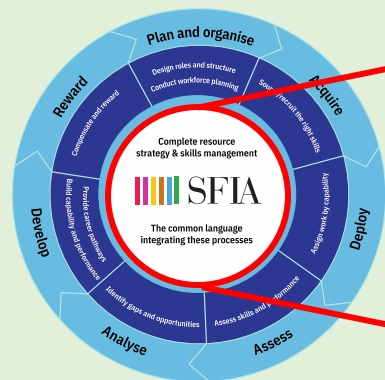 Plan and organise
Design roles and structure
Conduct workforce planning
Acquire
Source/recruit the right skills
Deploy
Assign work by capability
Assess
Assess skills and performance
Analyse
Identify gaps and opportunities
Develop
Provide career pathways
Build capability and performance
Reward
Compensate and reward
Complete resource
strategy & skills management
SFIA
The common language
integrating these processes